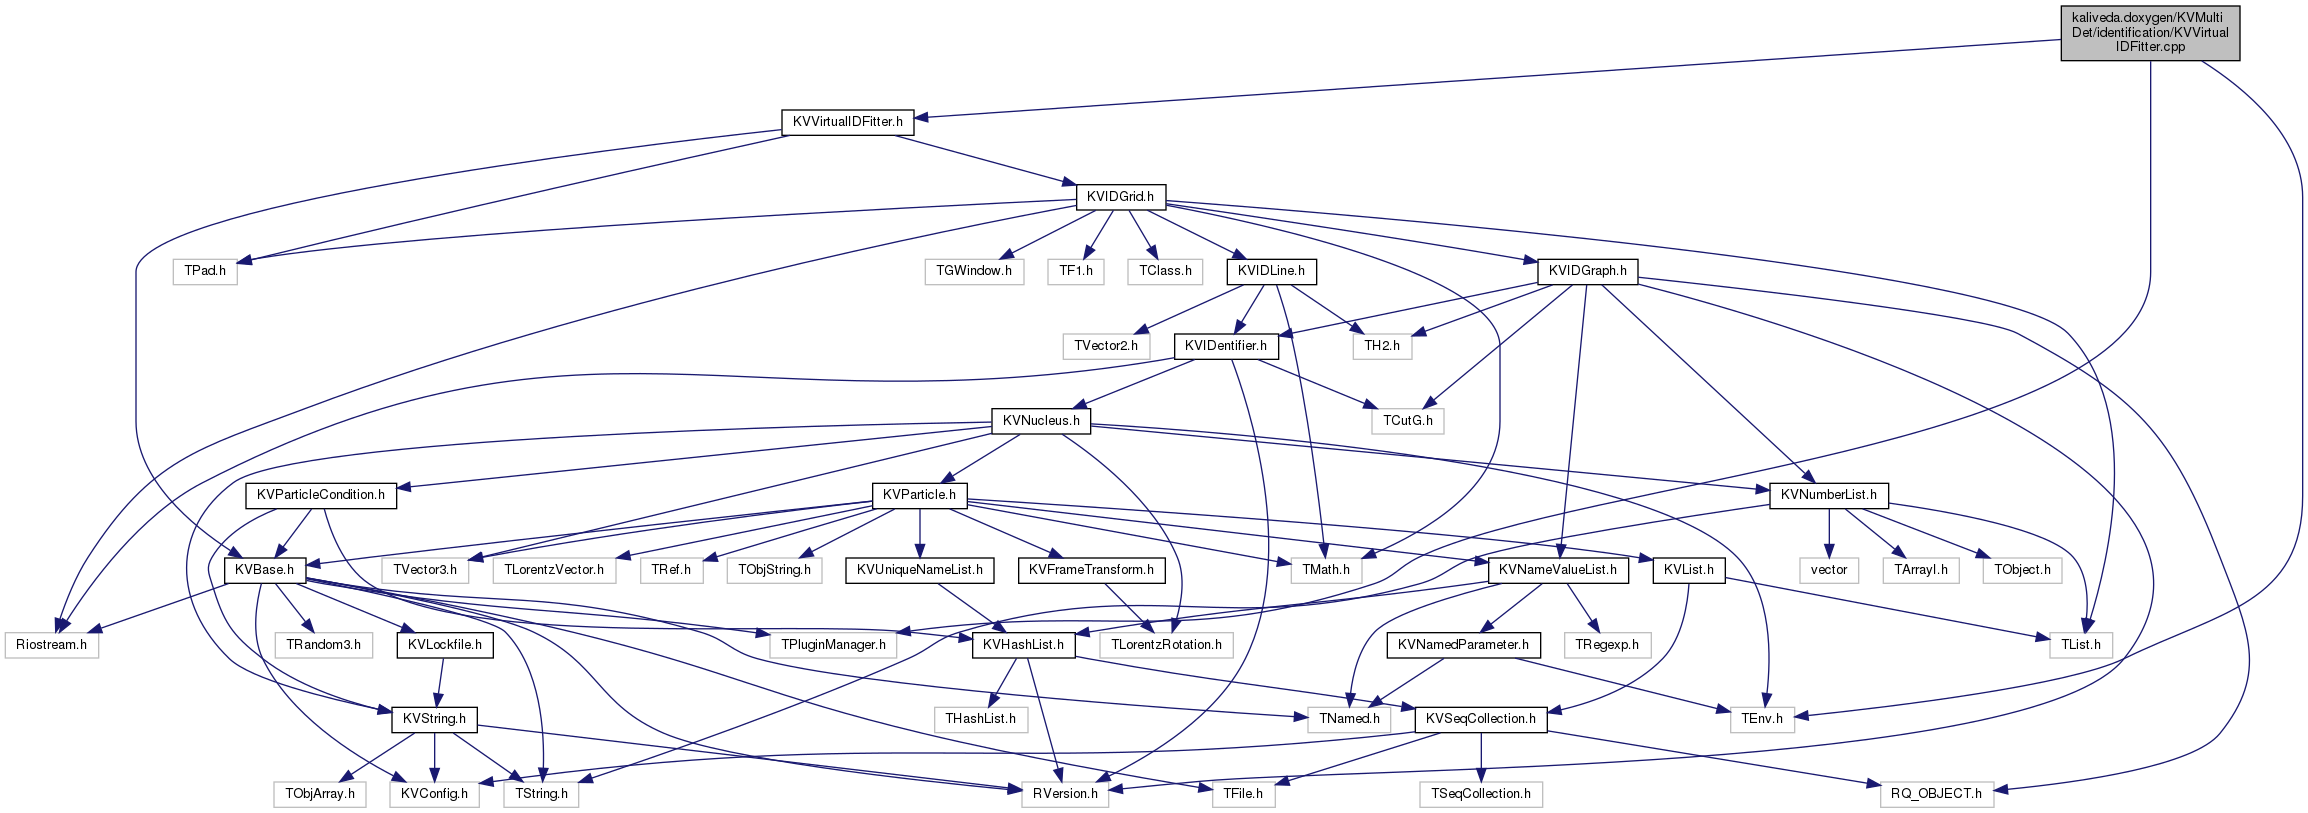 kaliveda.doxygen/KVMulti
Det/identification/KVVirtual
IDFitter.cpp
KVVirtualIDFitter.h
KVIDGrid.h
TPad.h
TGWindow.h
TF1.h
TClass.h
KVIDLine.h
KVIDGraph.h
TVector2.h
KVIDentifier.h
TH2.h
KVNucleus.h
TCutG.h
KVParticleCondition.h
KVParticle.h
KVNumberList.h
KVBase.h
TVector3.h
TLorentzVector.h
TRef.h
TObjString.h
KVUniqueNameList.h
KVFrameTransform.h
TMath.h
KVNameValueList.h
KVList.h
vector
TArrayI.h
TObject.h
Riostream.h
TRandom3.h
KVLockfile.h
TPluginManager.h
KVHashList.h
TLorentzRotation.h
KVNamedParameter.h
TRegexp.h
TList.h
KVString.h
THashList.h
TNamed.h
KVSeqCollection.h
TEnv.h
TObjArray.h
KVConfig.h
TString.h
RVersion.h
TFile.h
TSeqCollection.h
RQ_OBJECT.h